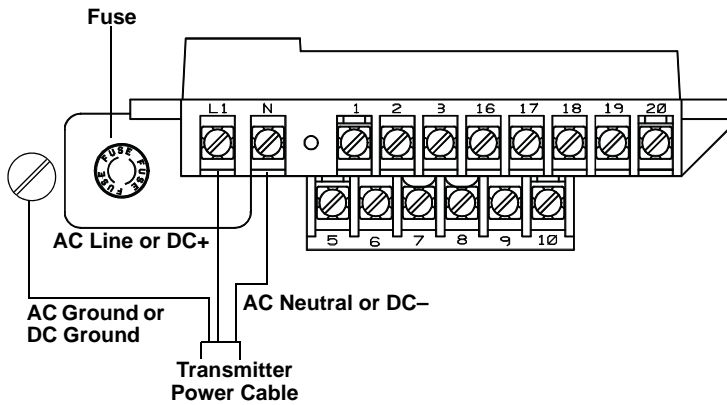 Fuse
L1 N 1 2 3 16 17 18 19 20
FUSE FUSE FUSE
5 6 7 8 9 10
AC Line or DC+
AC Ground or
DC Ground
AC Neutral or DC–
Transmitter
Power Cable